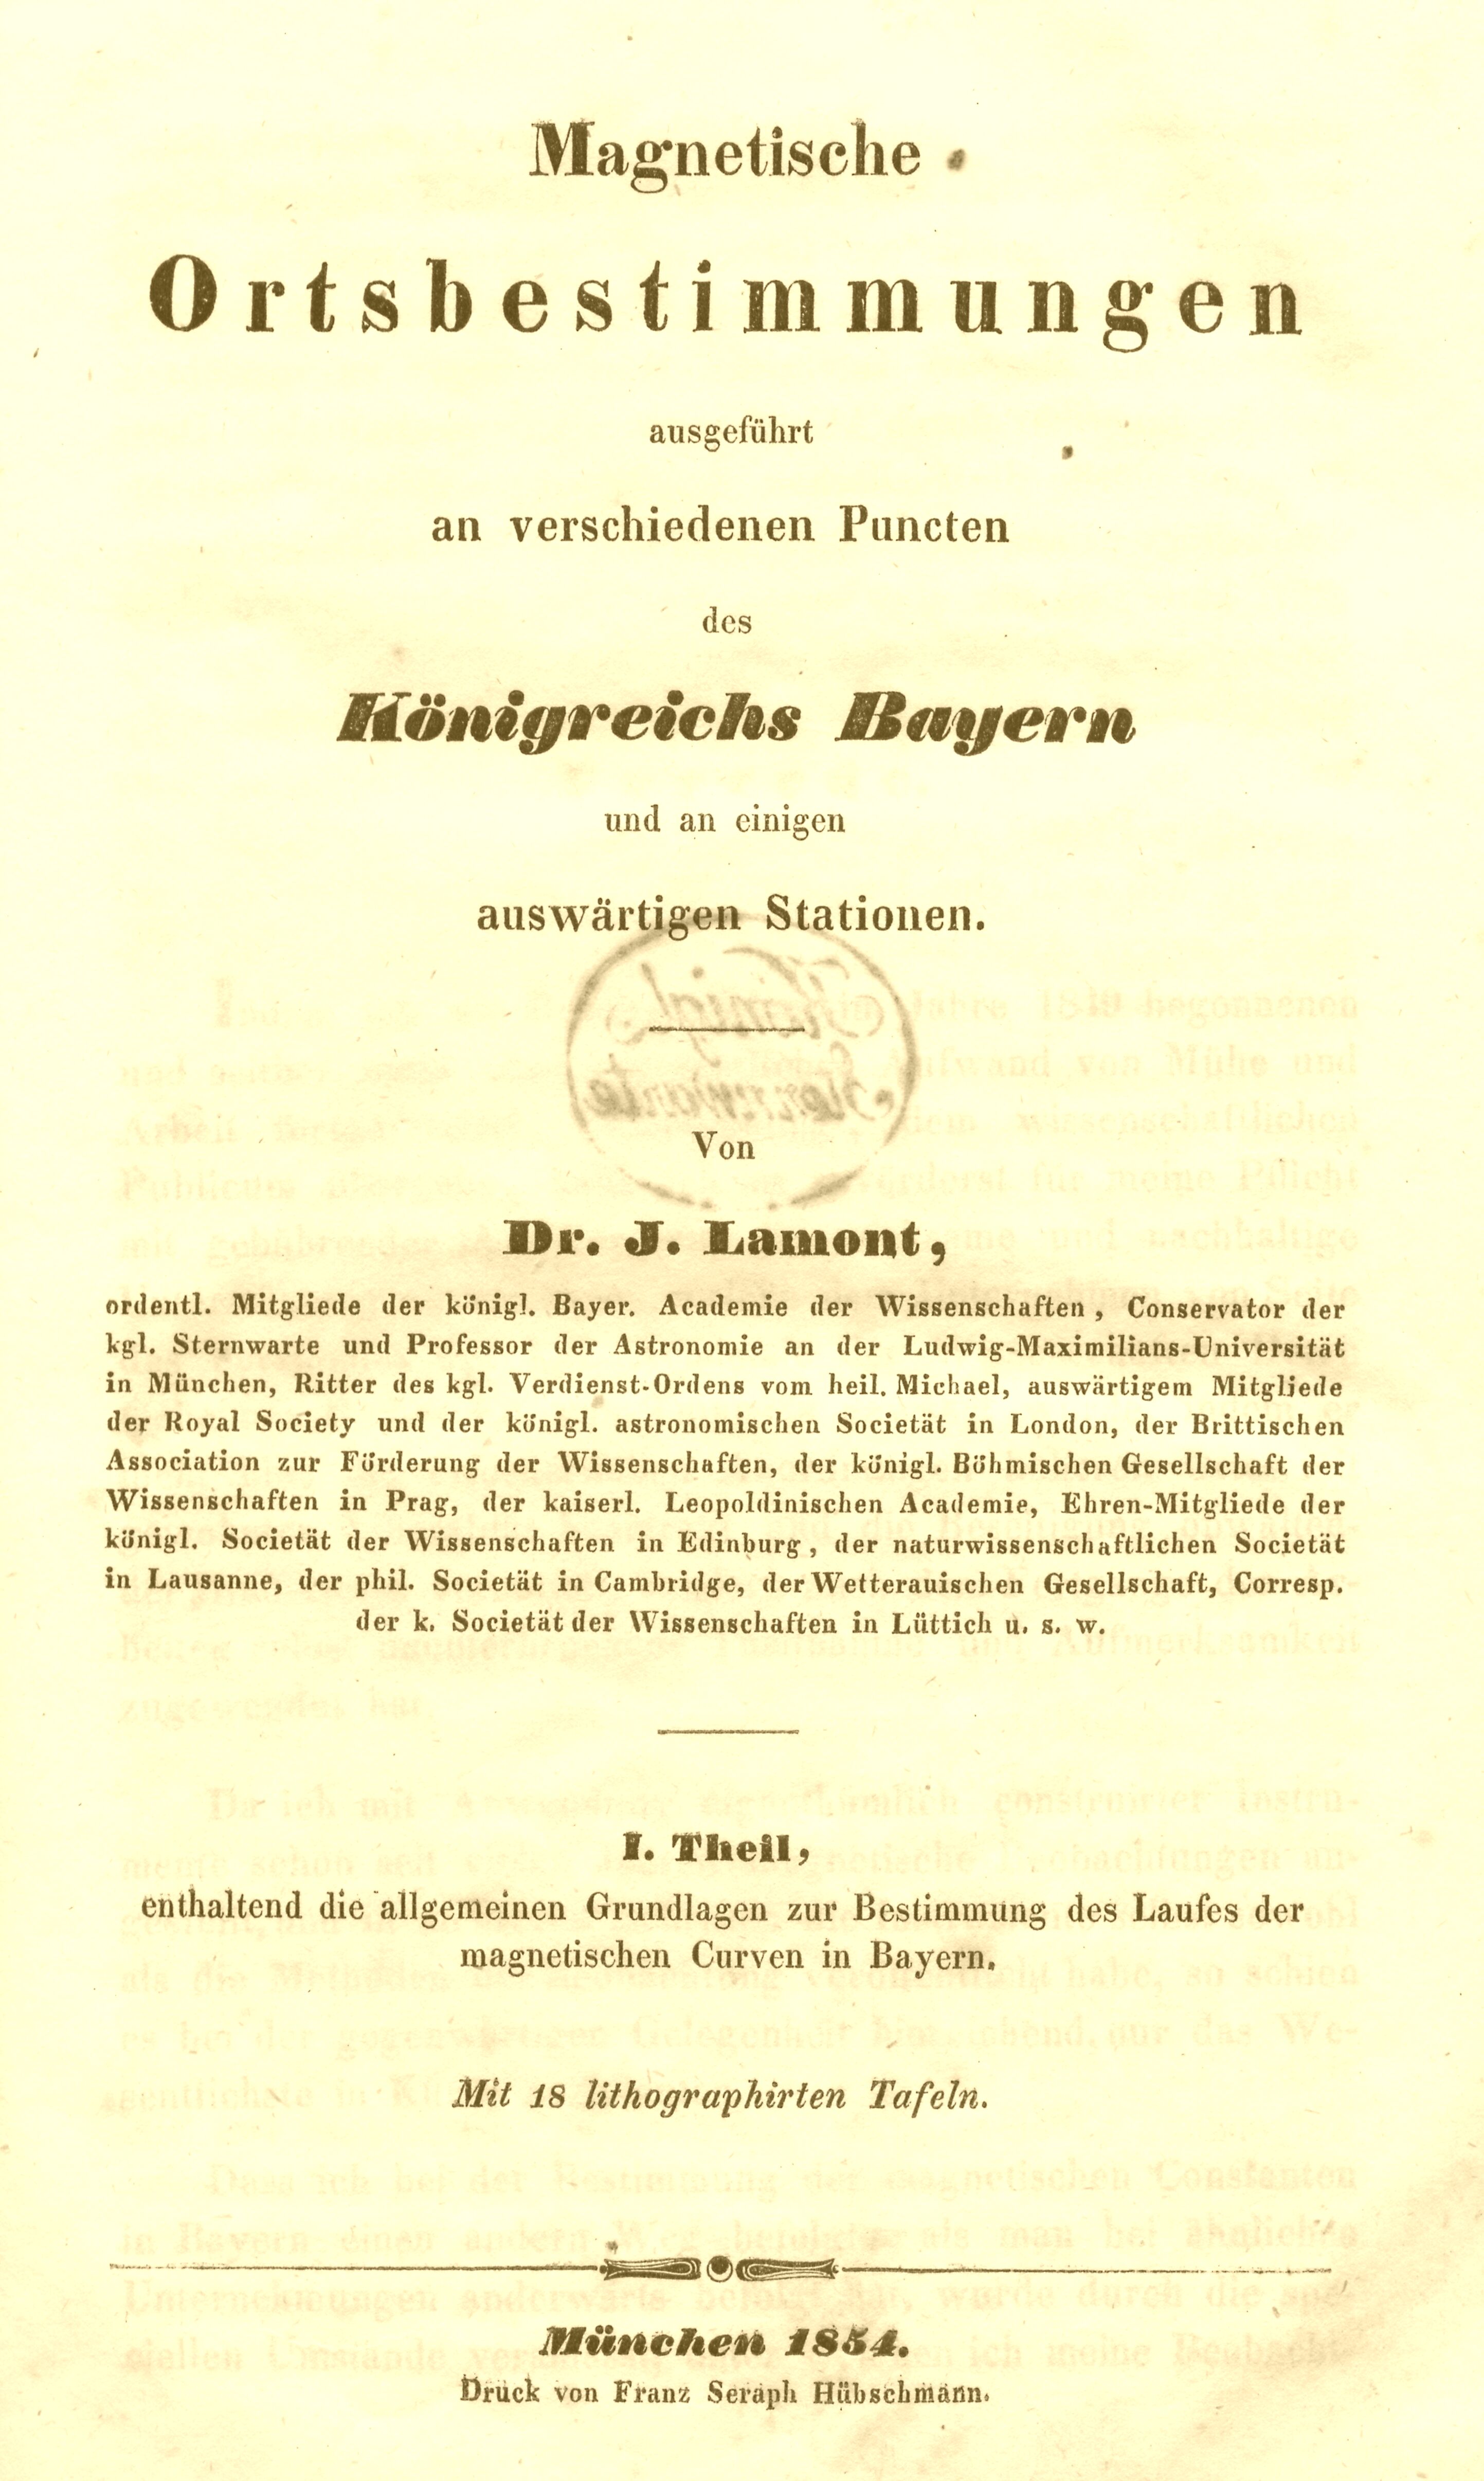 Magnetische
Ortsbestimmungen
ausgeführt
an verschiedenen Puncten
des
Königreichs Bayern
und an einigen
auswärtigen Stationen.
Königl
Sternwarte
Von
Dr. J. Lamont,
ordentl. Mitgliede der königl. Bayer. Academie der Wissenschaften, Conservator der
kgl. Sternwarte und Professor der Astronomie an der Ludwig-Maximilians-Universität
in München, Ritter des kgl. Verdienst-Ordens vom heil. Michael, auswärtigem Mitgliede
der Royal Society und der königl. astronomischen Societät in London, der Brittischen
Association zur Förderung der Wissenschaften, der königl. Böhmischen Gesellschaft der
Wissenschaften in Prag, der kaiserl. Leopoldinischen Academie, Ehren-Mitgliede der
königl. Societät der Wissenschaften in Edinburg, der naturwissenschaftlichen Societät
in Lausanne, der phil. Societät in Cambridge, der Wetterauischen Gesellschaft, Corresp.
der k. Societät der Wissenschaften in Lüttich u. s. w.
I. Theil,
enthaltend die allgemeinen Grundlagen zur Bestimmung des Laufes der
magnetischen Curven in Bayern.
Mit 18 lithographirten Tafeln.
München 1854.
Druck von Franz Seraph Hübschmann.